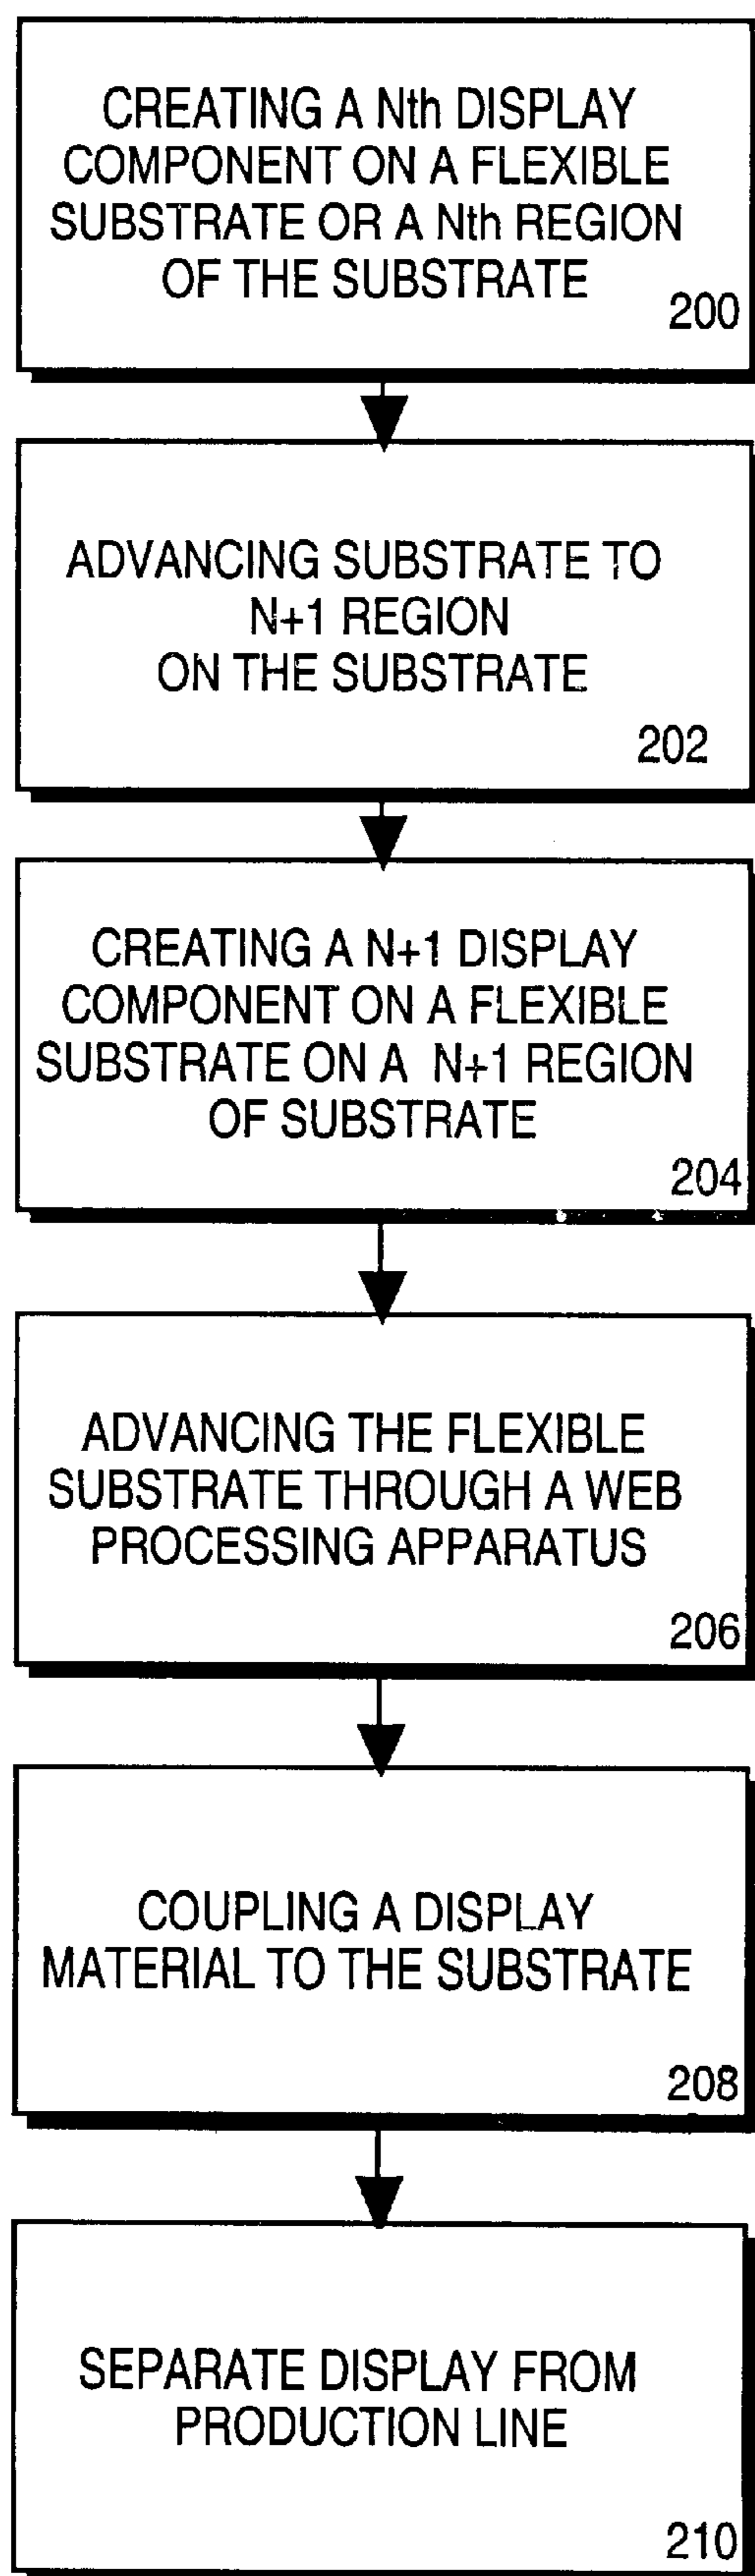 CREATING A Nth DISPLAY
COMPONENT ON A FLEXIBLE
SUBSTRATE OR A Nth REGION
OF THE SUBSTRATE
200
ADVANCING SUBSTRATE TO
N+1 REGION
ON THE SUBSTRATE
202
CREATING A N+1 DISPLAY
COMPONENT ON A FLEXIBLE
SUBSTRATE ON A N+1 REGION
OF SUBSTRATE
204
ADVANCING THE FLEXIBLE
SUBSTRATE THROUGH A WEB
PROCESSING APPARATUS
206
COUPLING A DISPLAY
MATERIAL TO THE SUBSTRATE
208
SEPARATE DISPLAY FROM
PRODUCTION LINE
210